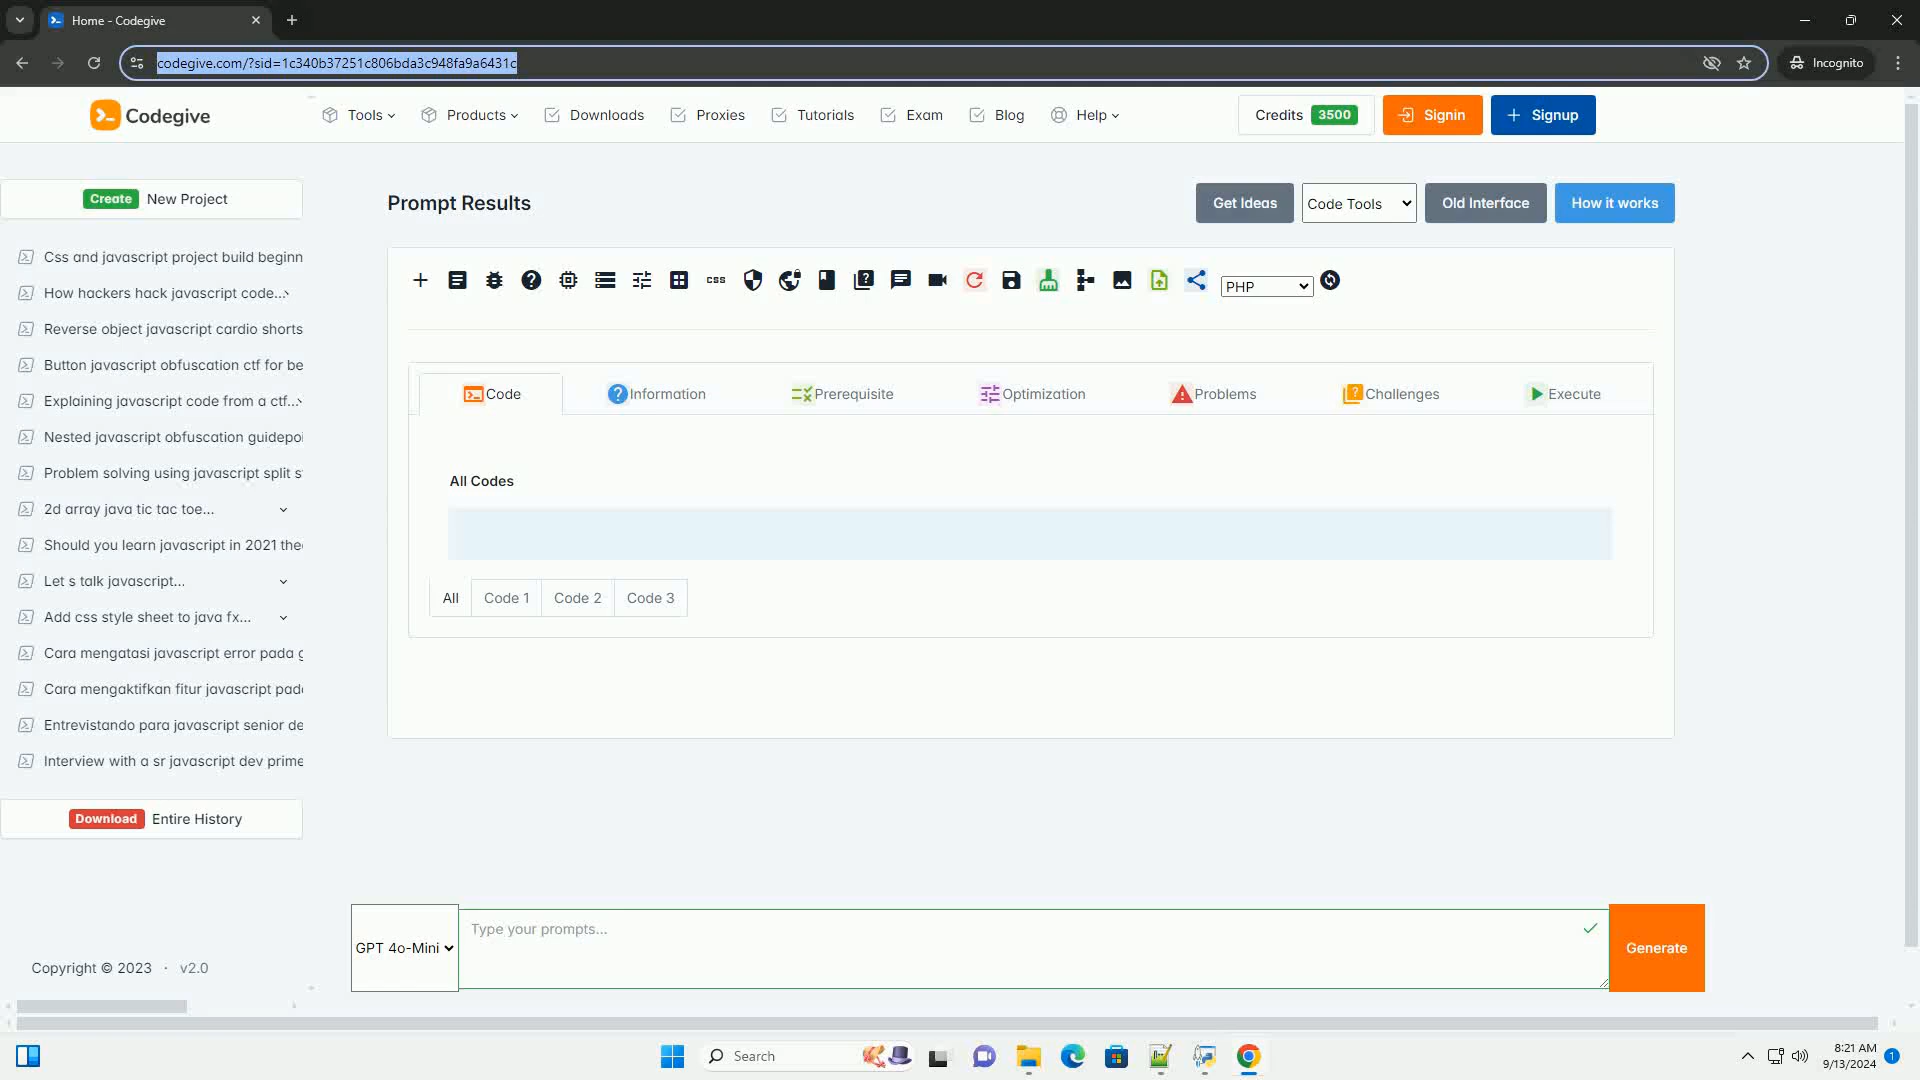 Home - Codegive
codegive.com/?sid=1c340b37251c806bda3c948fa9a6431c
Incognito
Codegive
Tools
Products
Downloads
Proxies
Tutorials
Exam
Blog
Help
Credits 3500
Signin
Signup
Create New Project
Css and javascript project build beginn
How hackers hack javascript code...
Reverse object javascript cardio shorts
Button javascript obfuscation ctf for be
Explaining javascript code from a ctf...
Nested javascript obfuscation guidepoi
Problem solving using javascript split s
2d array java tic tac toe...
Should you learn javascript in 2021 the
Let s talk javascript...
Add css style sheet to java fx...
Cara mengatasi javascript error pada g
Cara mengaktifkan fitur javascript pad
Entrevistando para javascript senior de
Interview with a sr javascript dev prime
Download Entire History
Copyright © 2023 · v2.0
Prompt Results
Get Ideas
Code Tools
Old Interface
How it works
css
PHP
Code
Information
Prerequisite
Optimization
Problems
Challenges
Execute
All Codes
All
Code 1
Code 2
Code 3
GPT 4o-Mini
Type your prompts...
Generate
Search
8:21 AM
9/13/2024
1